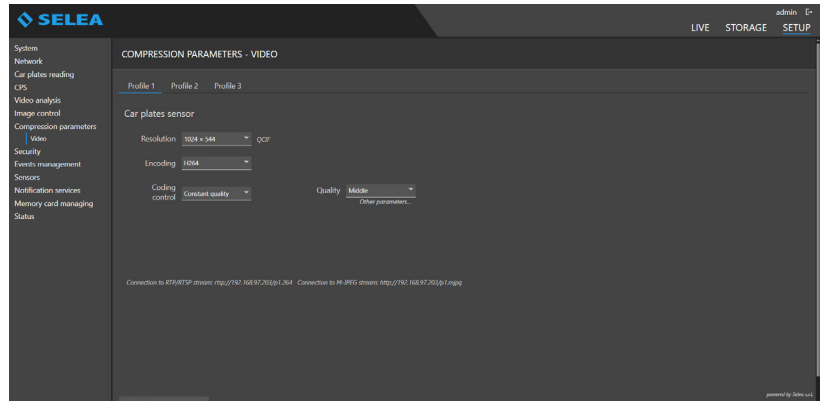 SELEA
admin
LIVE STORAGE SETUP
System
Network
Car plates reading
CPS
Video analysis
Image control
Compression parameters
Video
Security
Events management
Sensors
Notification services
Memory card managing
Status
COMPRESSION PARAMETERS - VIDEO
Profile 1 Profile 2 Profile 3
Car plates sensor
Resolution 1024 × 544 QCIF
Encoding H264
Coding control Constant quality Quality Middle
Other parameters...
Connection to RTP/RTSP stream: rtsp://192.168.97.203/p1.264 Connection to M-JPEG stream: http://192.168.97.203/p1.mjpg
powered by Selea s.r.l.